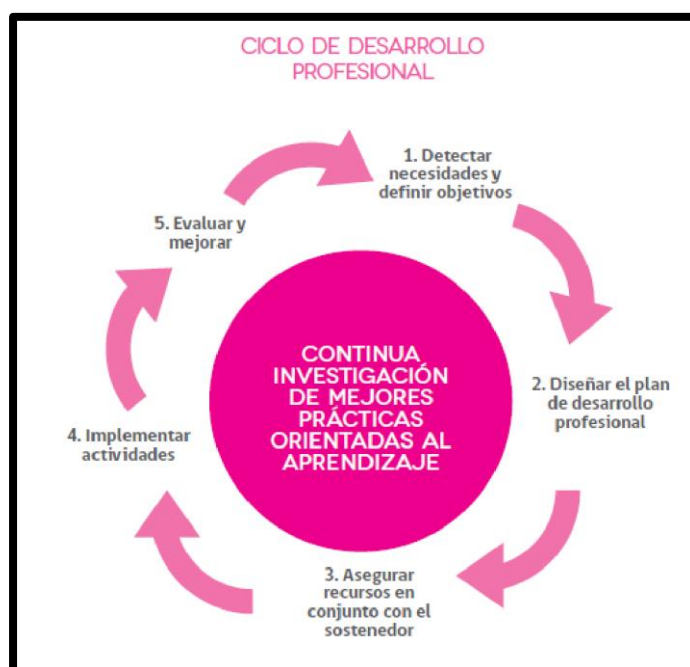 CICLO DE DESARROLLO
PROFESIONAL
1. Detectar
necesidades y
definir objetivos
2. Diseñar el plan
de desarrollo
profesional
3. Asegurar
recursos en
conjunto con el
sostenedor
4. Implementar
actividades
5. Evaluar y
mejorar
CONTINUA
INVESTIGACIÓN
DE MEJORES
PRÁCTICAS
ORIENTADAS AL
APRENDIZAJE